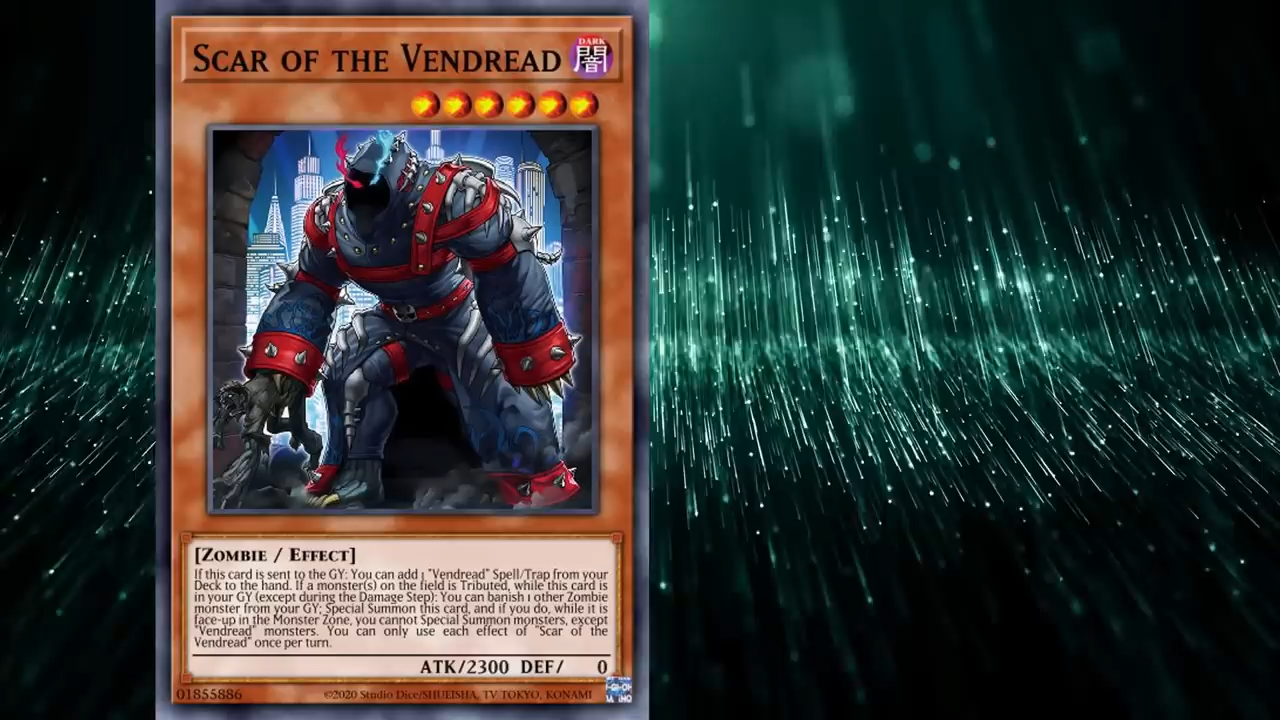 Scar of the Vendread
DARK
闇
[Zombie / Effect]
If this card is sent to the GY: You can add 1 "Vendread" Spell/Trap from your
Deck to the hand. If a monster(s) on the field is Tributed, while this card is
in your GY (except during the Damage Step): You can banish 1 other Zombie
monster from your GY; Special Summon this card, and if you do, while it is
face-up in the Monster Zone, you cannot Special Summon monsters, except
"Vendread" monsters. You can only use each effect of "Scar of the
Vendread" once per turn.
ATK/2300 DEF/ 0
01855886 ©2020 Studio Dice/SHUEISHA, TV TOKYO, KONAMI